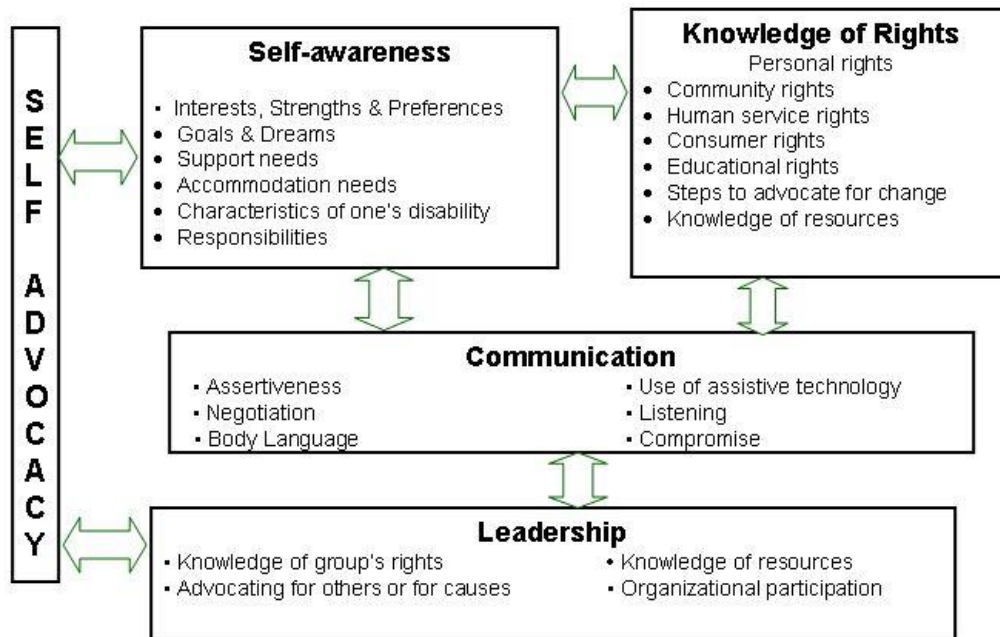 SELF ADVOCACY
Self-awareness
▪ Interests, Strengths & Preferences
• Goals & Dreams
• Support needs
• Accommodation needs
• Characteristics of one's disability
• Responsibilities
Knowledge of Rights
Personal rights
• Community rights
• Human service rights
• Consumer rights
• Educational rights
• Steps to advocate for change
• Knowledge of resources
Communication
▪ Assertiveness
▪ Negotiation
▪ Body Language
▪ Use of assistive technology
▪ Listening
▪ Compromise
Leadership
▪ Knowledge of group's rights
▪ Advocating for others or for causes
• Knowledge of resources
▪ Organizational participation